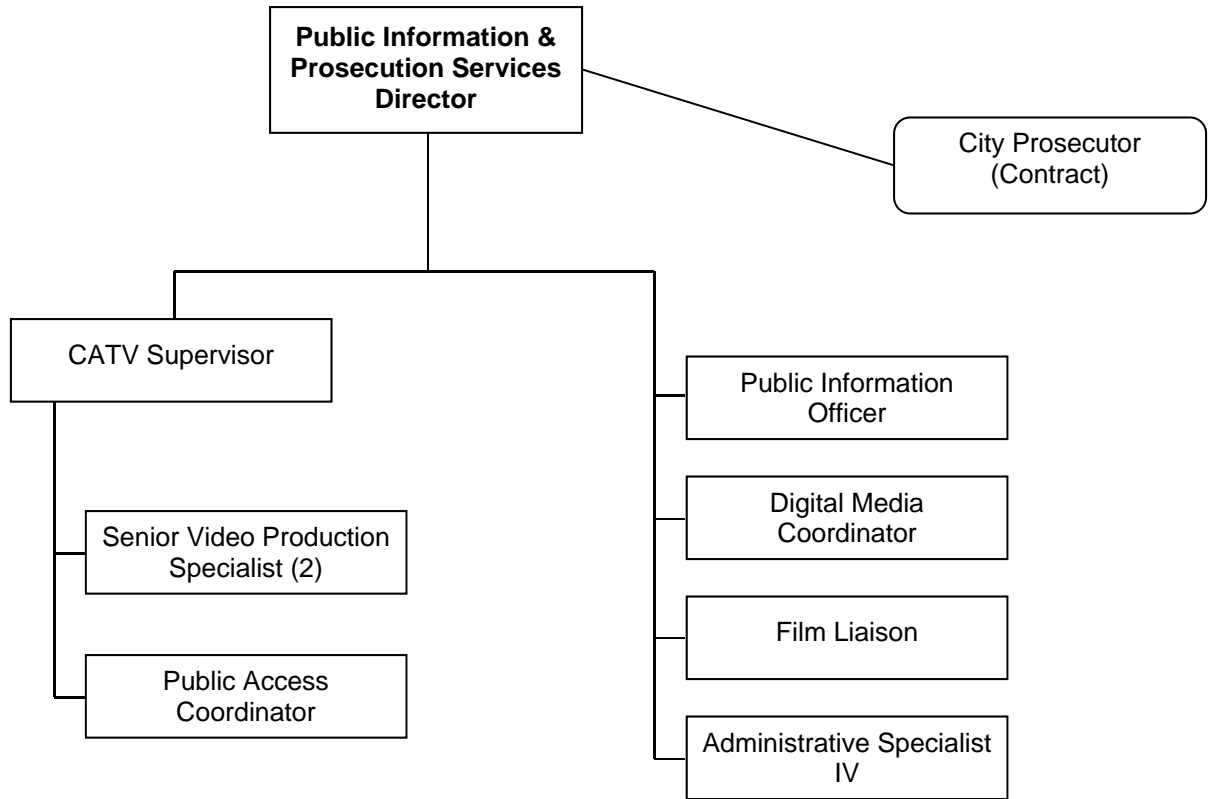 Public Information &
Prosecution Services
Director
City Prosecutor
(Contract)
CATV Supervisor
Senior Video Production
Specialist (2)
Public Access
Coordinator
Public Information
Officer
Digital Media
Coordinator
Film Liaison
Administrative Specialist
IV